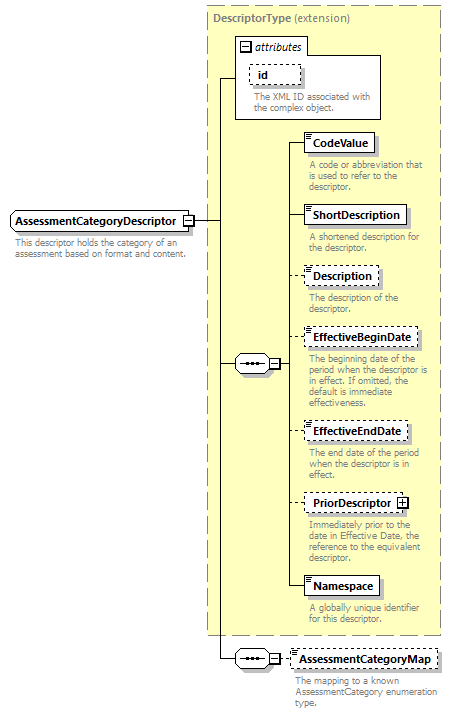 DescriptorType (extension)
attributes
id
The XML ID associated with
the complex object.
CodeValue
A code or abbreviation that
is used to refer to the
descriptor.
AssessmentCategoryDescriptor
This descriptor holds the category of an
assessment based on format and content.
ShortDescription
A shortened description for
the descriptor.
Description
The description of the
descriptor.
EffectiveBeginDate
The beginning date of the
period when the descriptor is
in effect. If omitted, the
default is immediate
effectiveness.
EffectiveEndDate
The end date of the period
when the descriptor is in
effect.
PriorDescriptor
Immediately prior to the
date in Effective Date, the
reference to the equivalent
descriptor.
Namespace
A globally unique identifier
for this descriptor.
AssessmentCategoryMap
The mapping to a known
AssessmentCategory enumeration
type.